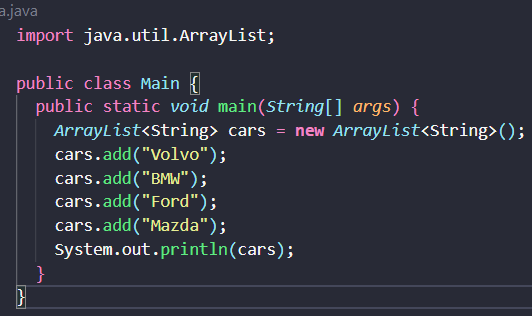 a.java
import java.util.ArrayList;
public class Main {
public static void main(String[] args) {
ArrayList<String> cars = new ArrayList<String>();
cars.add("Volvo");
cars.add("BMW");
cars.add("Ford");
cars.add("Mazda");
System.out.println(cars);
}
}